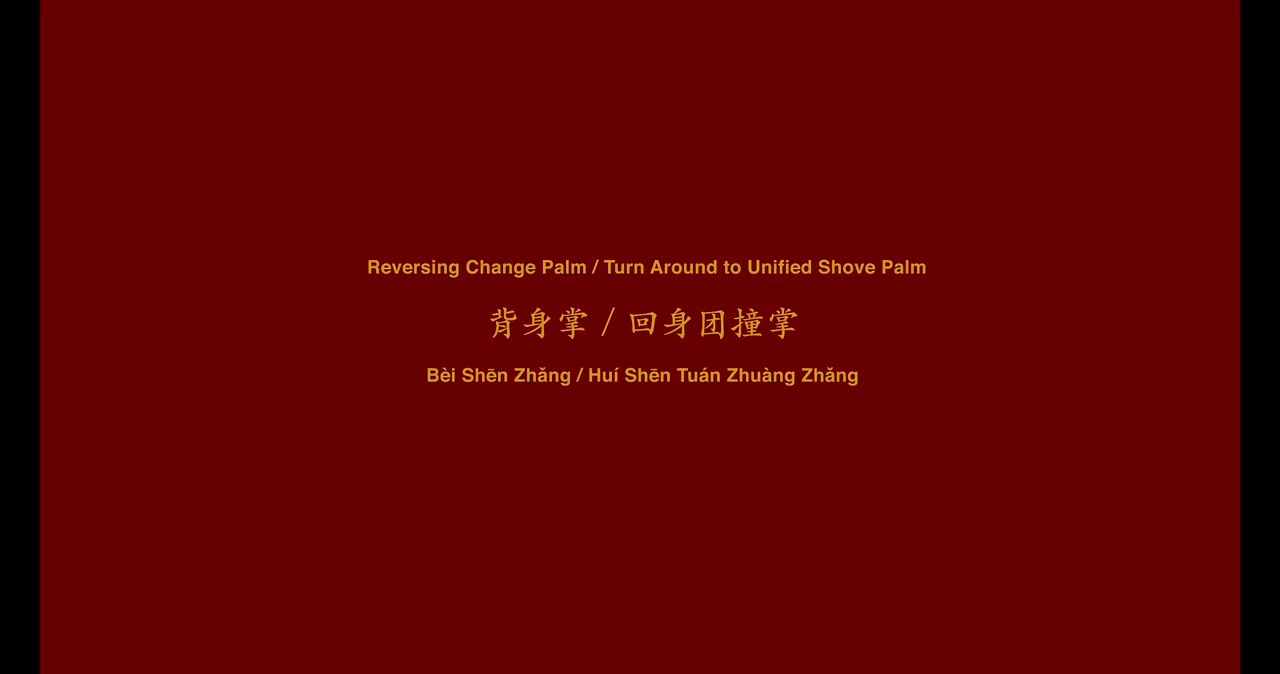 Reversing Change Palm / Turn Around to Unified Shove Palm
背身掌 / 回身团撞掌
Bèi Shēn Zhǎng / Huí Shēn Tuán Zhuàng Zhǎng